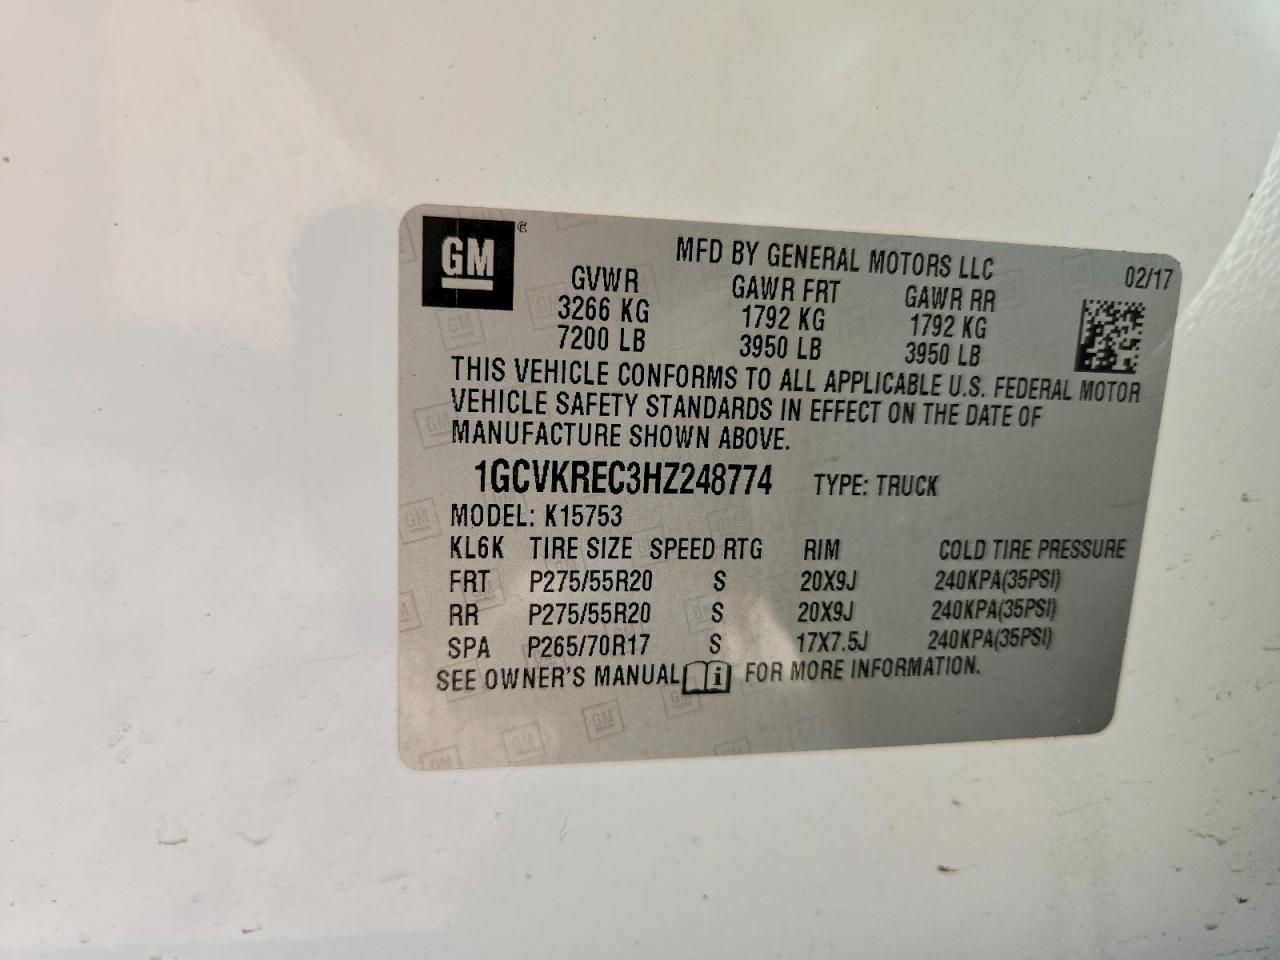 GM ®
MFD BY GENERAL MOTORS LLC 02/17
GVWR GAWR FRT GAWR RR
3266 KG 1792 KG 1792 KG
7200 LB 3950 LB 3950 LB
THIS VEHICLE CONFORMS TO ALL APPLICABLE U.S. FEDERAL MOTOR
VEHICLE SAFETY STANDARDS IN EFFECT ON THE DATE OF
MANUFACTURE SHOWN ABOVE.
1GCVKREC3HZ248774 TYPE: TRUCK
MODEL: K15753
KL6K TIRE SIZE SPEED RTG RIM COLD TIRE PRESSURE
FRT P275/55R20 S 20X9J 240KPA(35PSI)
RR P275/55R20 S 20X9J 240KPA(35PSI)
SPA P265/70R17 S 17X7.5J 240KPA(35PSI)
SEE OWNER'S MANUAL i FOR MORE INFORMATION.